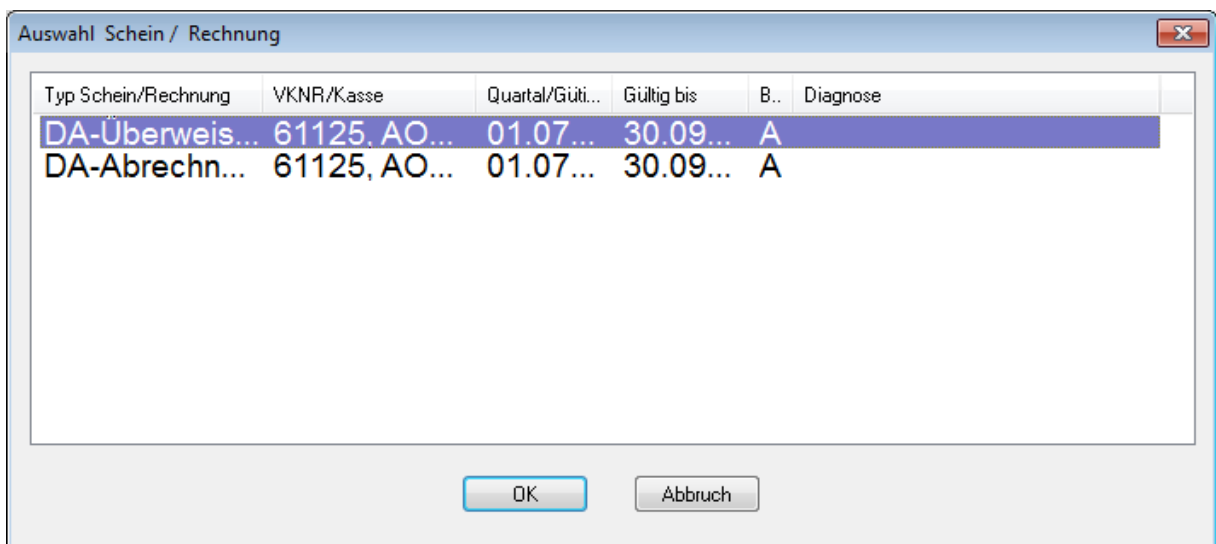 Auswahl Schein / Rechnung
Typ Schein/Rechnung VKNR/Kasse Quartal/Güti... Gültig bis B.. Diagnose
DA-Überweis... 61125, AO... 01.07... 30.09... A
DA-Abrechn... 61125, AO... 01.07... 30.09... A
OK Abbruch